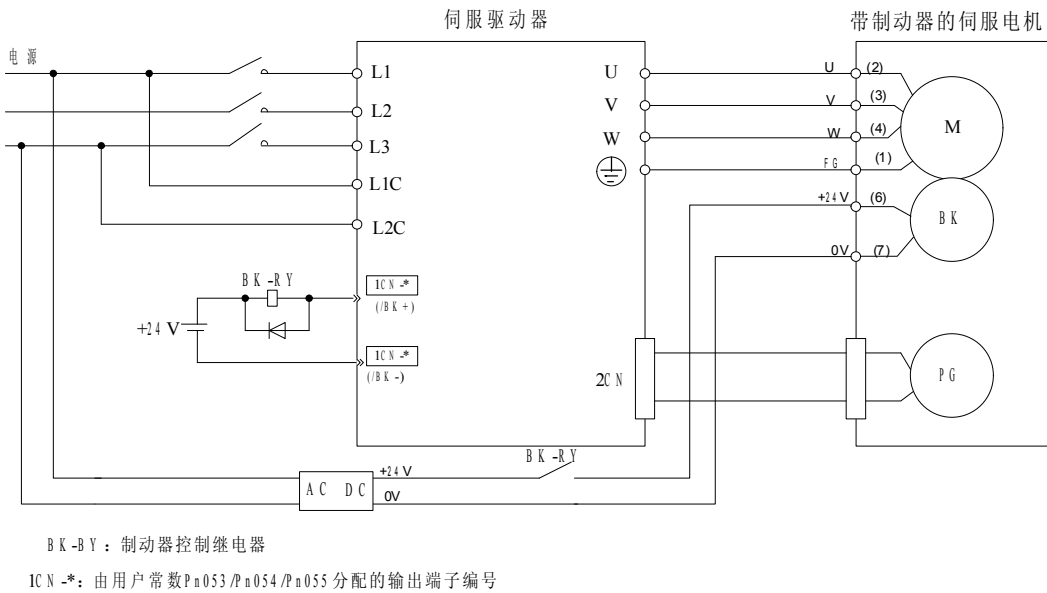 伺服驱动器
带制动器的伺服电机
电 源
L1
L2
L3
L1C
L2C
U
V
W
U (2)
V (3)
W (4)
FG (1)
+24V (6)
0V (7)
M
BK
PG
BK-RY
+24 V
1CN-*
(/BK+)
1CN-*
(/BK-)
2CN
BK-RY
AC DC
+24V
0V
BK-BY：制动器控制继电器
1CN-*：由用户常数Pn053/Pn054/Pn055分配的输出端子编号